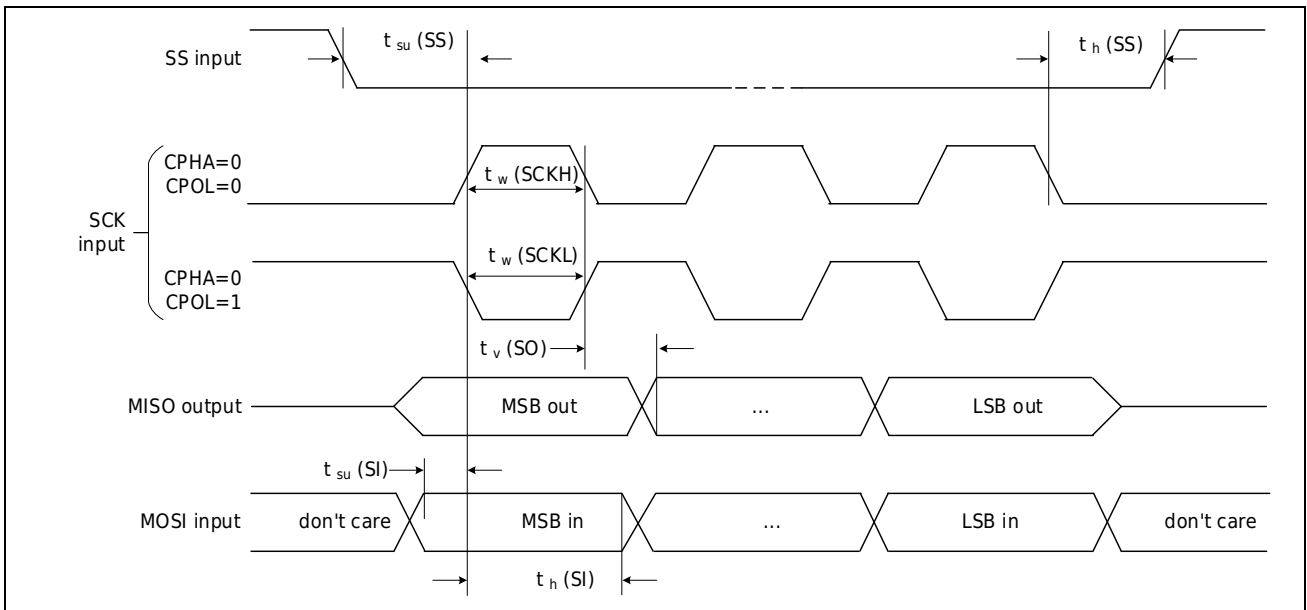 t su (SS)
t h (SS)
SS input
CPHA=0
CPOL=0
t w (SCKH)
SCK
input
t w (SCKL)
CPHA=0
CPOL=1
t v (SO)
MISO output
MSB out
...
LSB out
t su (SI)
MOSI input
don't care
MSB in
...
LSB in
don't care
t h (SI)